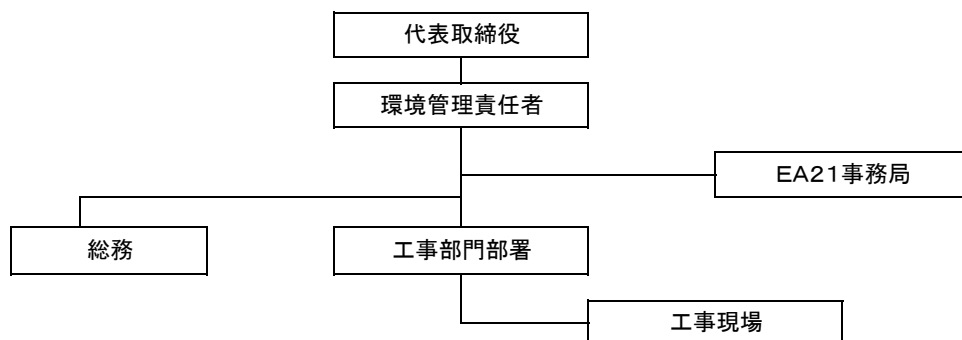 代表取締役
環境管理責任者
EA21事務局
総務
工事部門部署
工事現場